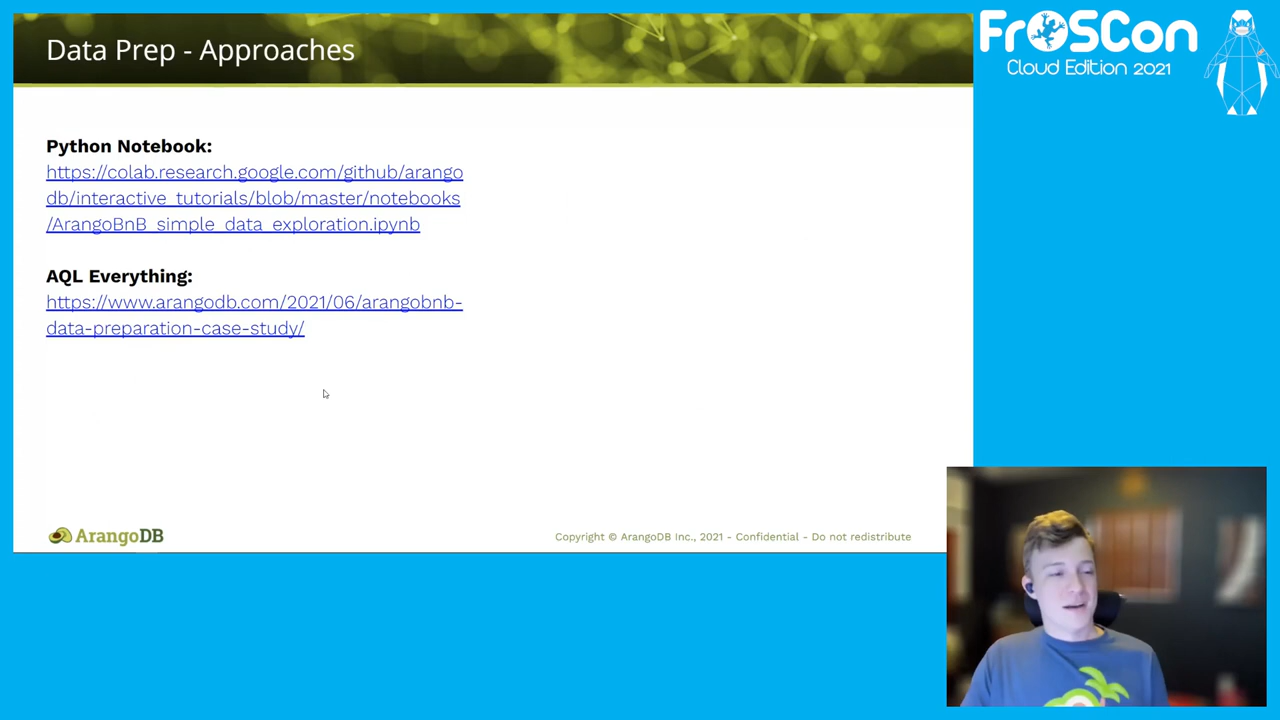 Data Prep - Approaches
FrOSCon
Cloud Edition 2021
Python Notebook:
https://colab.research.google.com/github/arango
db/interactive_tutorials/blob/master/notebooks
/ArangoBnB_simple_data_exploration.ipynb
AQL Everything:
https://www.arangodb.com/2021/06/arangobnb-
data-preparation-case-study/
ArangoDB
Copyright © ArangoDB Inc., 2021 - Confidential - Do not redistribute